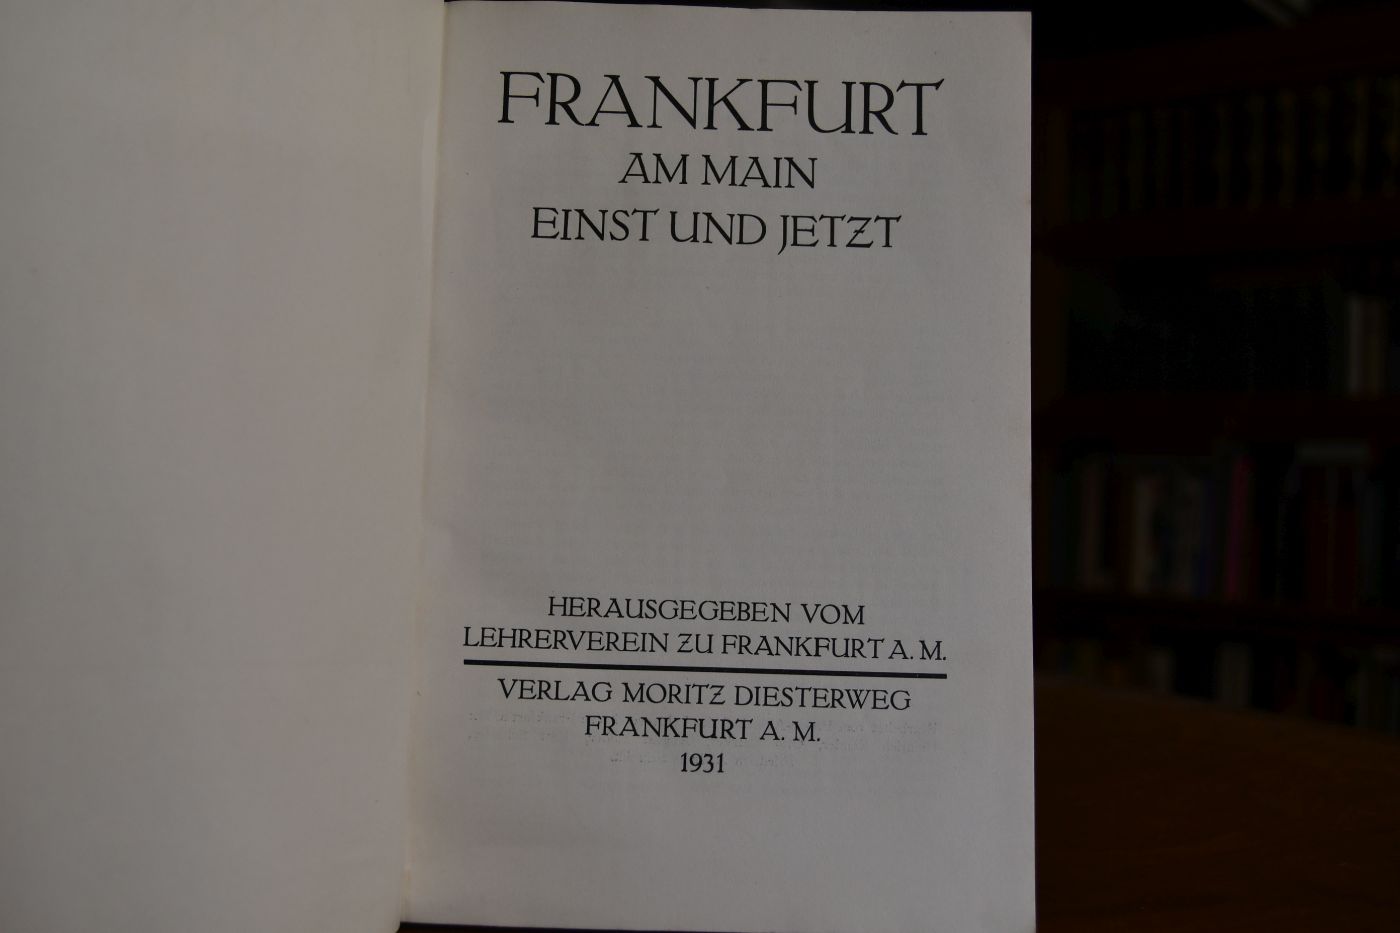 FRANKFURT
AM MAIN
EINST UND JETZT
HERAUSGEGEBEN VOM
LEHRERVEREIN ZU FRANKFURT A. M.
VERLAG MORITZ DIESTERWEG
FRANKFURT A. M.
1931